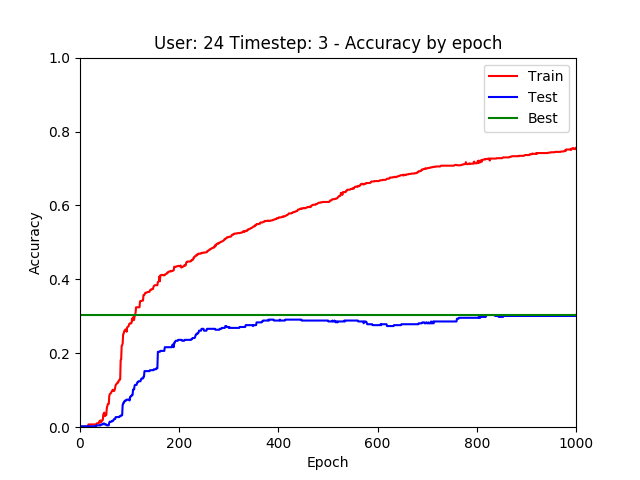 User: 24 Timestep: 3 - Accuracy by epoch
1.0
Train
Test
Best
0.8
0.6
Accuracy
0.4
0.2
0.0
0 200 400 600 800 1000
Epoch